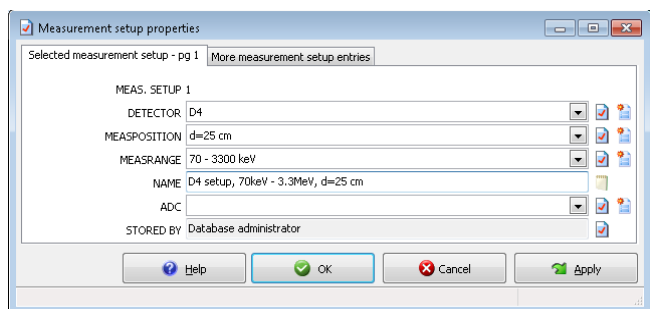 Measurement setup properties
Selected measurement setup - pg 1 More measurement setup entries
MEAS. SETUP 1
DETECTOR D4
MEASPOSITION d=25 cm
MEASRANGE 70 - 3300 keV
NAME D4 setup, 70keV - 3.3MeV, d=25 cm
ADC
STORED BY Database administrator
Help OK Cancel Apply